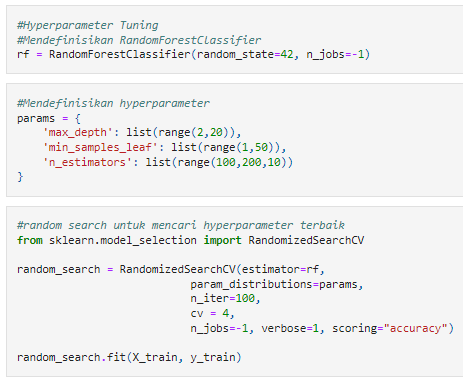 #Hyperparameter Tuning
#Mendefinisikan RandomForestClassifier
rf = RandomForestClassifier(random_state=42, n_jobs=-1)
#Mendefinisikan hyperparameter
params = {
    'max_depth': list(range(2,20)),
    'min_samples_leaf': list(range(1,50)),
    'n_estimators': list(range(100,200,10))
}
#random search untuk mencari hyperparameter terbaik
from sklearn.model_selection import RandomizedSearchCV
random_search = RandomizedSearchCV(estimator=rf,
                           param_distributions=params,
                           n_iter=100,
                           cv = 4,
                           n_jobs=-1, verbose=1, scoring="accuracy")
random_search.fit(X_train, y_train)